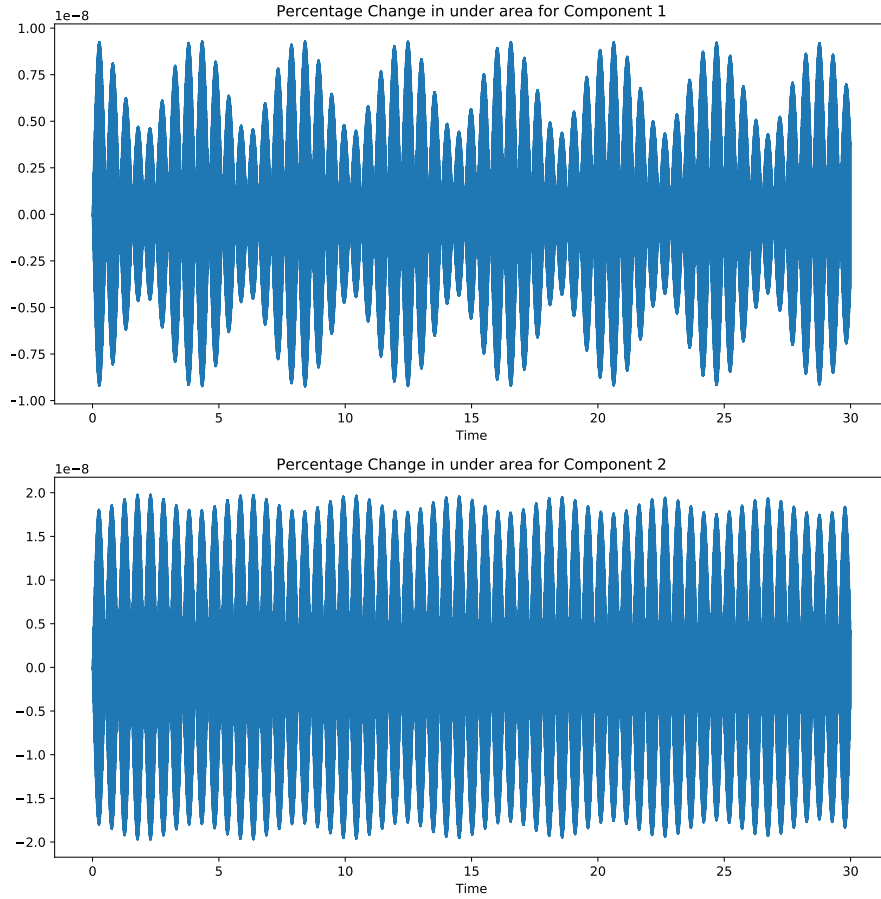 Percentage Change in under area for Component 1
1e−8
1.00
0.75
0.50
0.25
0.00
−0.25
−0.50
−0.75
−1.00
0 5 10 15 20 25 30
Time
Percentage Change in under area for Component 2
1e−8
2.0
1.5
1.0
0.5
0.0
−0.5
−1.0
−1.5
−2.0
0 5 10 15 20 25 30
Time